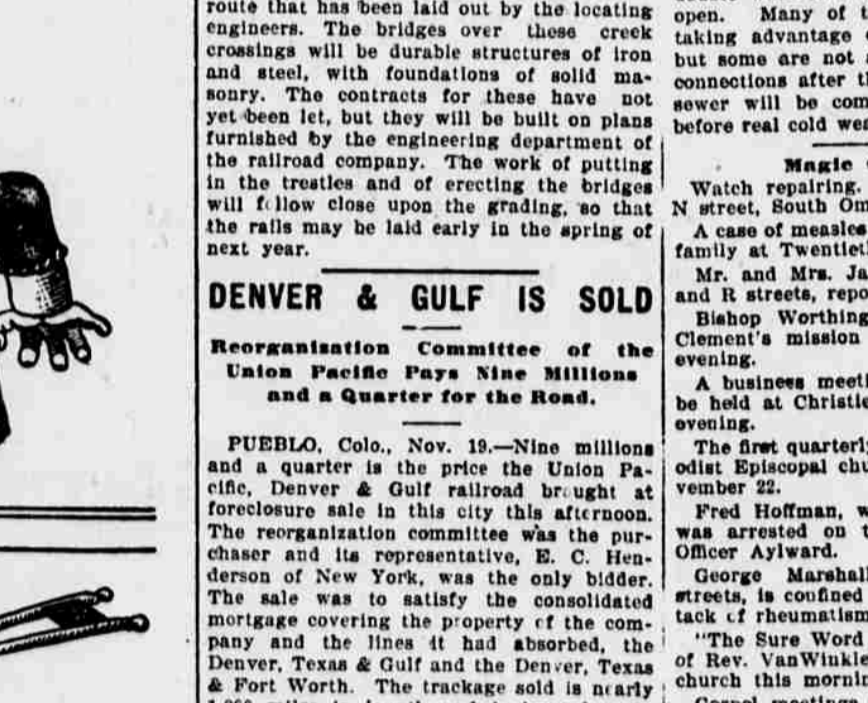 route that has been laid out by the locating
engineers. The bridges over these creek
crossings will be durable structures of iron
and steel, with foundations of solid ma-
sonry. The contracts for these have not
yet been let, but they will be built on plans
furnished by the engineering department of
the railroad company. The work of putting
in the trestles and of erecting the bridges
will follow close upon the grading, so that
the rails may be laid early in the spring of
next year.
DENVER & GULF IS SOLD
Reorganisation Committee of the
Union Pacific Pays Nine Millions
and a Quarter for the Road.
PUEBLO, Colo., Nov. 19.—Nine millions
and a quarter is the price the Union Pa-
cific, Denver & Gulf railroad brought at
foreclosure sale in this city this afternoon.
The reorganization committee was the pur-
chaser and its representative, E. C. Hen-
derson of New York, was the only bidder.
The sale was to satisfy the consolidated
mortgage covering the property of the com-
pany and the lines it had absorbed, the
Denver, Texas & Gulf and the Denver, Texas
& Fort Worth. The trackage sold is nearly
open. Many of
taking advantage
but some are not
connections after
sewer will be com
before real cold
Magic
Watch repairing.
N street, South Om
A case of measles
family at
Mr. and Mrs. Ja
and R streets, repo
Bishop Worthing
Clement's mission
evening.
A business meeti
be held at Christie
evening.
The first quarterly
odist Episcopal chu
vember 22.
Fred Hoffman, w
was arrested on t
Officer Aylward.
George Marshall
streets, is confined
tack of rheumatism
"The Sure Word
of Rev. VanWinkle
church this mornin